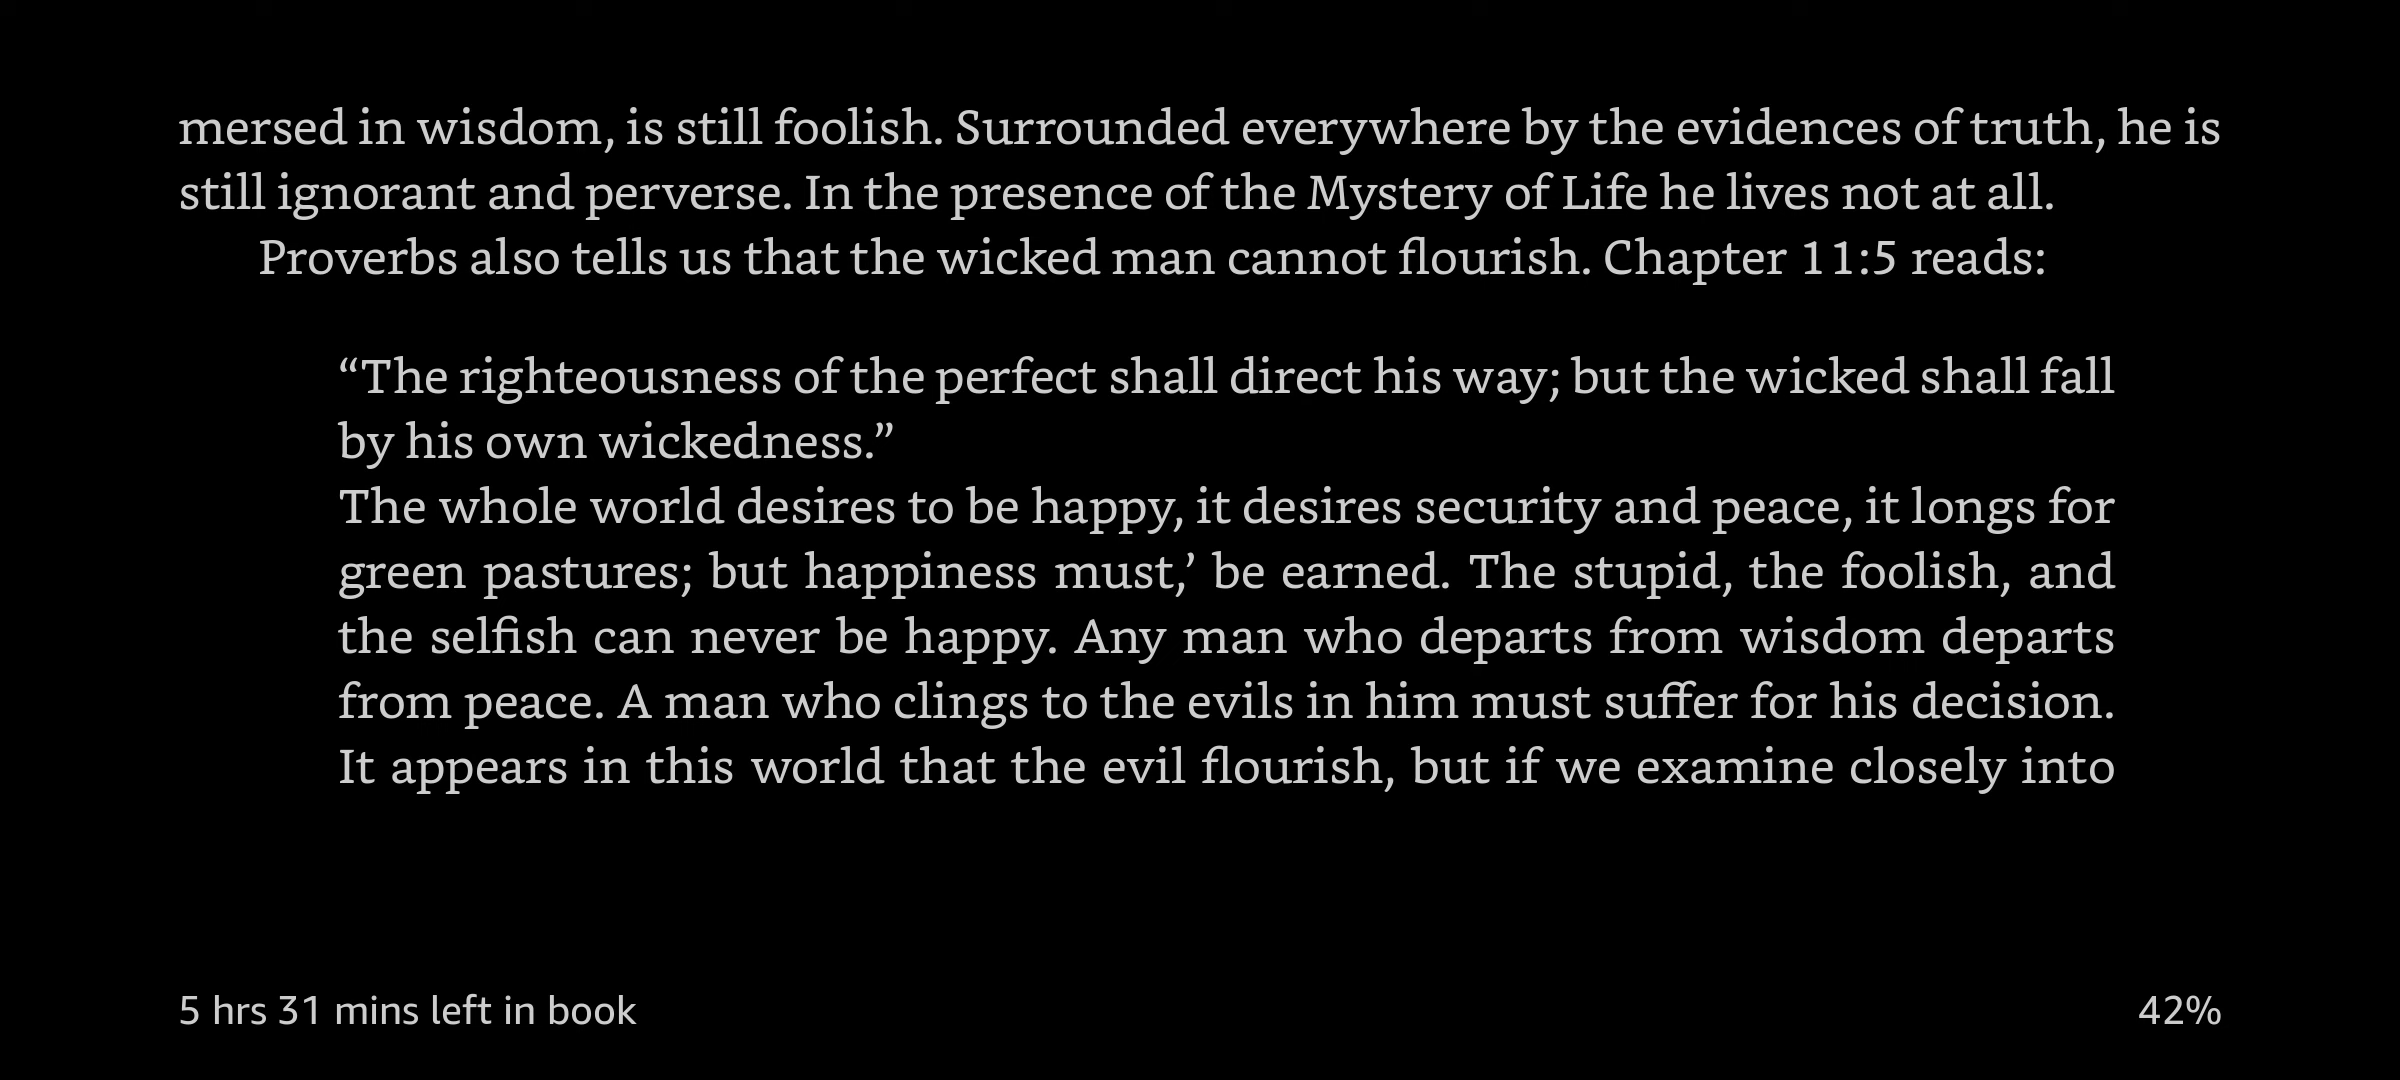 mersed in wisdom, is still foolish. Surrounded everywhere by the evidences of truth, he is
still ignorant and perverse. In the presence of the Mystery of Life he lives not at all.
Proverbs also tells us that the wicked man cannot flourish. Chapter 11:5 reads:
“The righteousness of the perfect shall direct his way; but the wicked shall fall
by his own wickedness.”
The whole world desires to be happy, it desires security and peace, it longs for
green pastures; but happiness must,’ be earned. The stupid, the foolish, and
the selfish can never be happy. Any man who departs from wisdom departs
from peace. A man who clings to the evils in him must suffer for his decision.
It appears in this world that the evil flourish, but if we examine closely into
5 hrs 31 mins left in book
42%